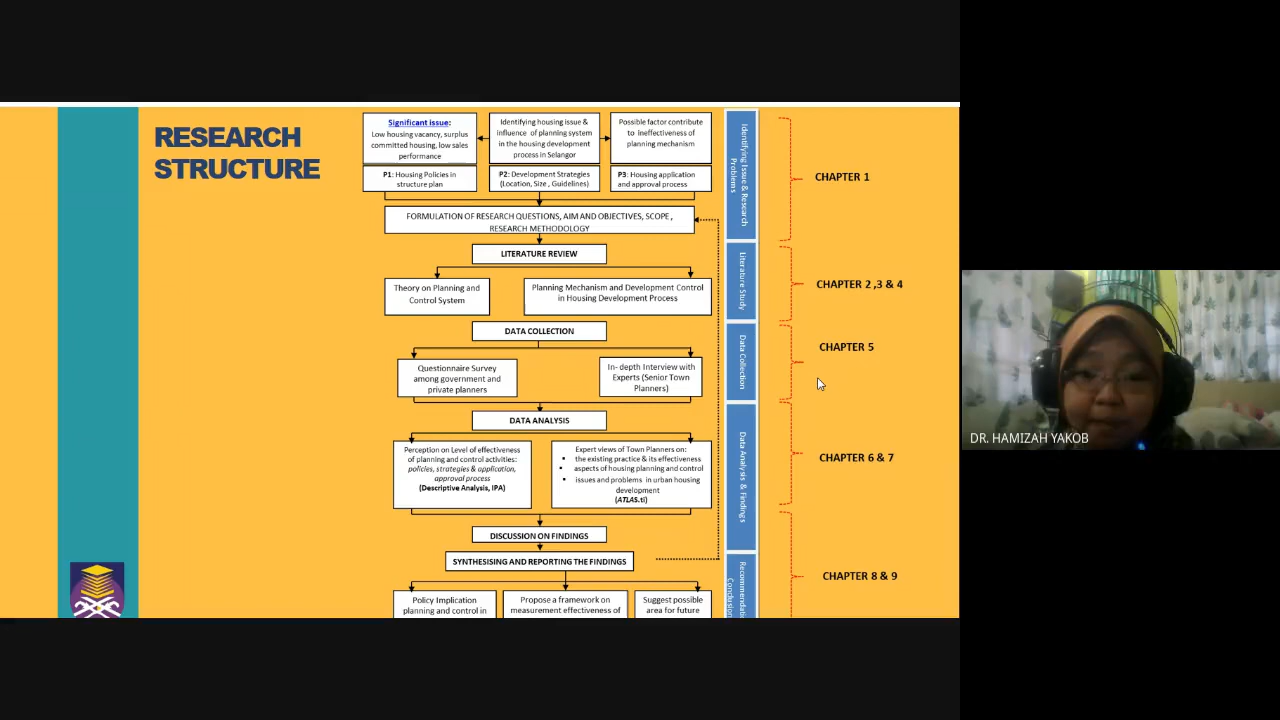 RESEARCH
STRUCTURE
Significant issue:
Low housing vacancy, surplus
committed housing, low sales
performance
Identifying housing issue &
influence of planning system
in the housing development
process in Selangor
Possible factor contribute
to ineffectiveness of
planning mechanism
P1: Housing Policies in
structure plan
P2: Development Strategies
(Location, Size , Guidelines)
P3: Housing application
and approval process
FORMULATION OF RESEARCH QUESTIONS, AIM AND OBJECTIVES, SCOPE ,
RESEARCH METHODOLOGY
Identifying Issue & Research
Problems
CHAPTER 1
LITERATURE REVIEW
Theory on Planning and
Control System
Planning Mechanism and Development Control
in Housing Development Process
Literature Study
CHAPTER 2 ,3 & 4
DATA COLLECTION
Questionnaire Survey
among government and
private planners
In- depth Interview with
Experts (Senior Town
Planners)
Data Collection
CHAPTER 5
DATA ANALYSIS
Perception on Level of effectiveness
of planning and control activities:
policies, strategies & application,
approval process
(Descriptive Analysis, IPA)
Expert views of Town Planners on:
▪ the existing practice & its effectiveness
▪ aspects of housing planning and control
▪ issues and problems in urban housing
development
(ATLAS.ti)
Data Analysis & Findings
CHAPTER 6 & 7
DISCUSSION ON FINDINGS
SYNTHESISING AND REPORTING THE FINDINGS
Policy Implication
planning and control in
Propose a framework on
measurement effectiveness of
Suggest possible
area for future
CHAPTER 8 & 9
DR. HAMIZAH YAKOB